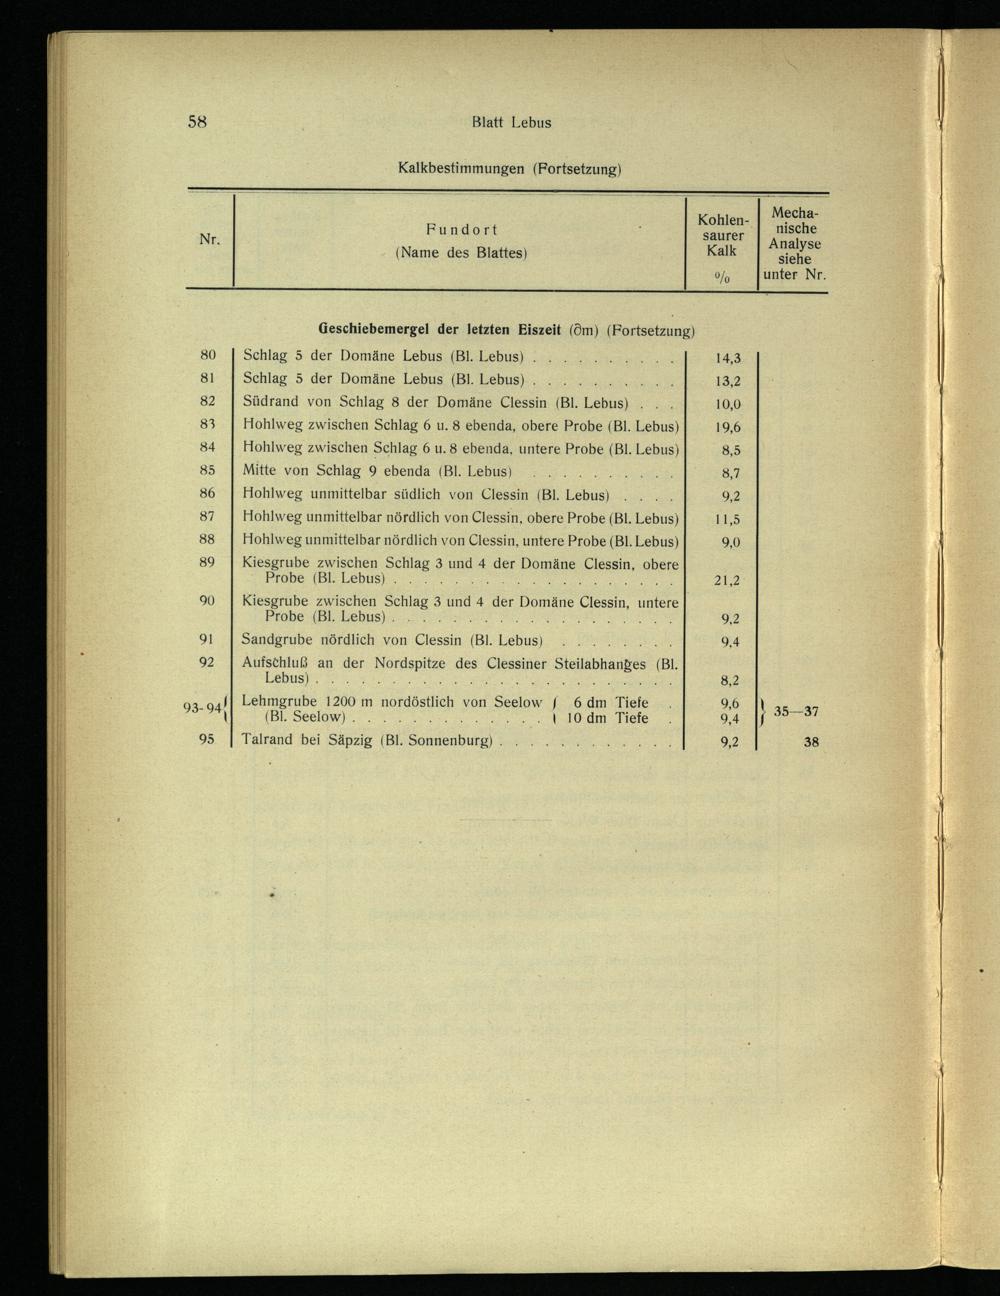 58
Blatt Lebus
Kalkbestimmungen (Fortsetzung)
Nr.
Fundort
(Name des Blattes)
Kohlen-
saurer
Kalk
%
Mecha-
nische
Analyse
siehe
unter Nr.
Geschiebemergel der letzten Eiszeit (∂m) (Fortsetzung)
80 Schlag 5 der Domäne Lebus (Bl. Lebus) . . . . . . . . . . 14,3
81 Schlag 5 der Domäne Lebus (Bl. Lebus) . . . . . . . . . . 13,2
82 Südrand von Schlag 8 der Domäne Clessin (Bl. Lebus) . . . 10,0
83 Hohlweg zwischen Schlag 6 u. 8 ebenda, obere Probe (Bl. Lebus) 19,6
84 Hohlweg zwischen Schlag 6 u. 8 ebenda, untere Probe (Bl. Lebus) 8,5
85 Mitte von Schlag 9 ebenda (Bl. Lebus) . . . . . . . . . . 8,7
86 Hohlweg unmittelbar südlich von Clessin (Bl. Lebus) . . . . 9,2
87 Hohlweg unmittelbar nördlich von Clessin, obere Probe (Bl. Lebus) 11,5
88 Hohlweg unmittelbar nördlich von Clessin, untere Probe (Bl. Lebus) 9,0
89 Kiesgrube zwischen Schlag 3 und 4 der Domäne Clessin, obere
Probe (Bl. Lebus) . . . . . . . . . . . . . . . . . . 21,2
90 Kiesgrube zwischen Schlag 3 und 4 der Domäne Clessin, untere
Probe (Bl. Lebus) . . . . . . . . . . . . . . . . . . 9,2
91 Sandgrube nördlich von Clessin (Bl. Lebus) . . . . . . . . 9,4
92 Aufschluß an der Nordspitze des Clessiner Steilabhanges (Bl.
Lebus) . . . . . . . . . . . . . . . . . . . . . . . 8,2
93-94 { Lehmgrube 1200 m nordöstlich von Seelow { 6 dm Tiefe . 9,6 } 35—37
(Bl. Seelow) . . . . . . . . . . . . . 10 dm Tiefe . 9,4
95 Talrand bei Säpzig (Bl. Sonnenburg) . . . . . . . . . . . . 9,2 38